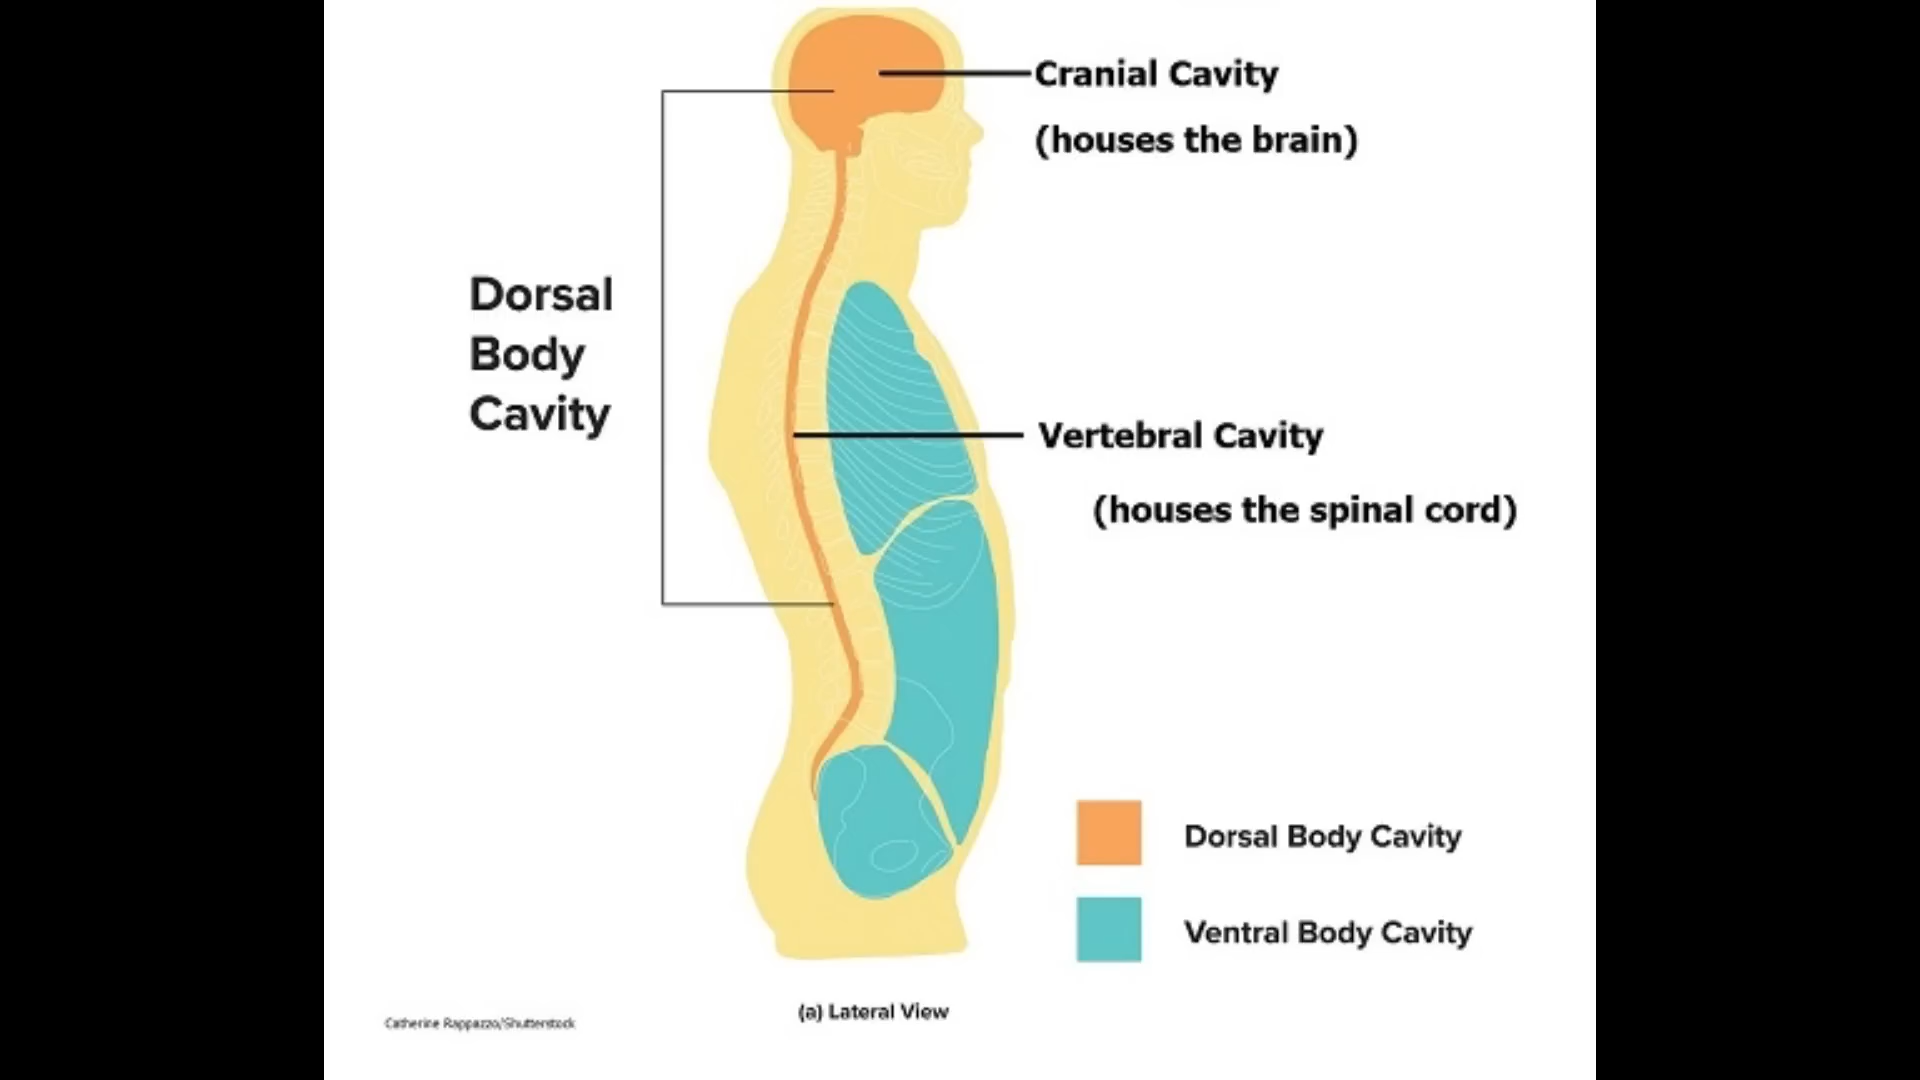 Cranial Cavity
(houses the brain)
Dorsal
Body
Cavity
Vertebral Cavity
(houses the spinal cord)
Dorsal Body Cavity
Ventral Body Cavity
(a) Lateral View
Catherine Rappazzo/Shutterstock